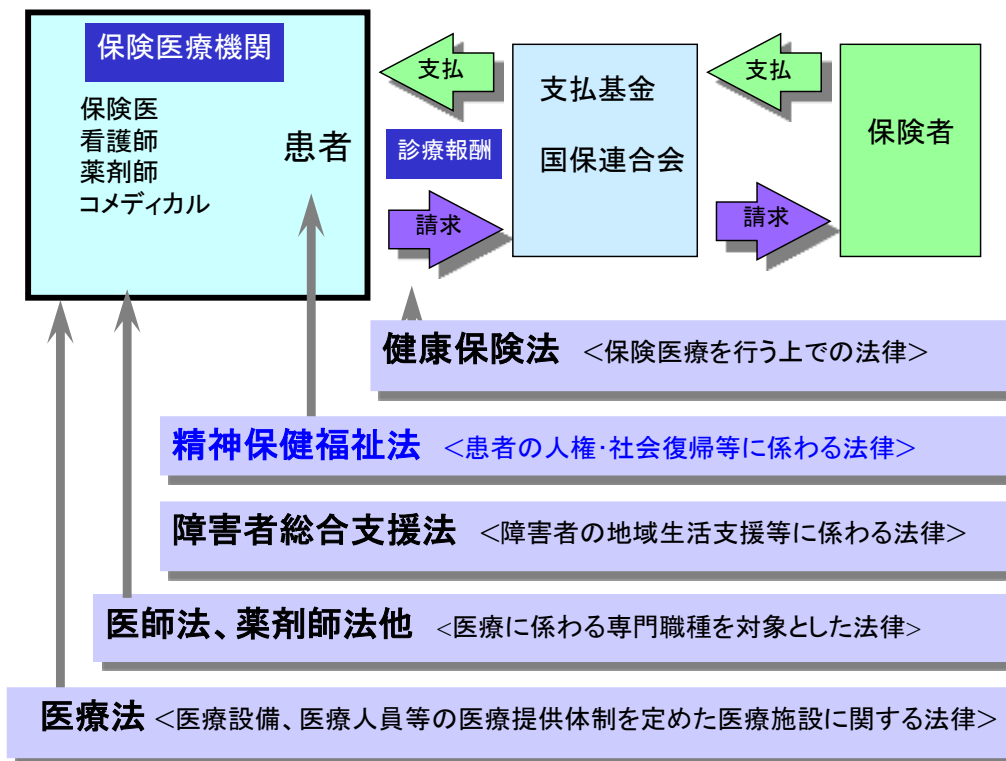 保険医療機関
保険医
看護師
薬剤師
コメディカル
患者
支払
診療報酬
請求
支払基金
国保連合会
支払
請求
保険者
健康保険法 <保険医療を行う上での法律>
精神保健福祉法 <患者の人権･社会復帰等に係わる法律>
障害者総合支援法 <障害者の地域生活支援等に係わる法律>
医師法、薬剤師法他 <医療に係わる専門職種を対象とした法律>
医療法 <医療設備、医療人員等の医療提供体制を定めた医療施設に関する法律>